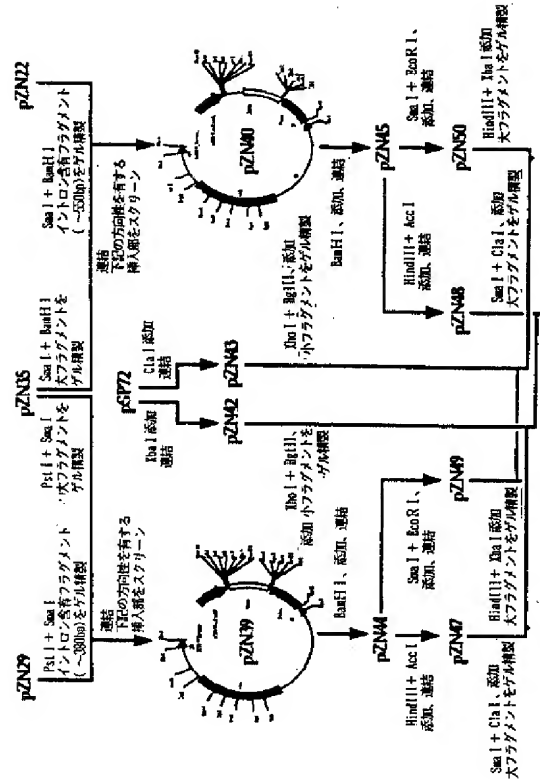 pZN29
Pst I + Sma I
イントロン含有フラグメント
(~380bp)をゲル精製
pZN35
Pst I + Sma I
大フラグメントを
ゲル精製
Sma I + BamH I
大フラグメントを
ゲル精製
pZN22
Sma I + BamH I
イントロン含有フラグメント
(~550bp)をゲル精製
連結
下記の方向性を有する
挿入部をスクリーン
連結
下記の方向性を有する
挿入部をスクリーン
pSP72
Xba I 添加
連結
Cla I 添加
連結
pZN39
pZN42
pZN43
pZN40
Xho I + Bgl II、
添加 小フラグメントを
ゲル精製
Xho I + Bgl II、添加
小フラグメントをゲル精製
BamH I、添加、連結
BamH I、添加、連結
pZN44
pZN45
Hind III + Acc I
添加、連結
Sma I + EcoR I、
添加、連結
Hind III + Acc I
添加、連結
Sma I + EcoR I、
添加、連結
pZN47
pZN49
pZN48
pZN50
Sma I + Cla I、添加
大フラグメントをゲル精製
Hind III + Xba I 添加
大フラグメントをゲル精製
Sma I + Cla I、添加
大フラグメントをゲル精製
Hind III + Xba I 添加
大フラグメントをゲル精製